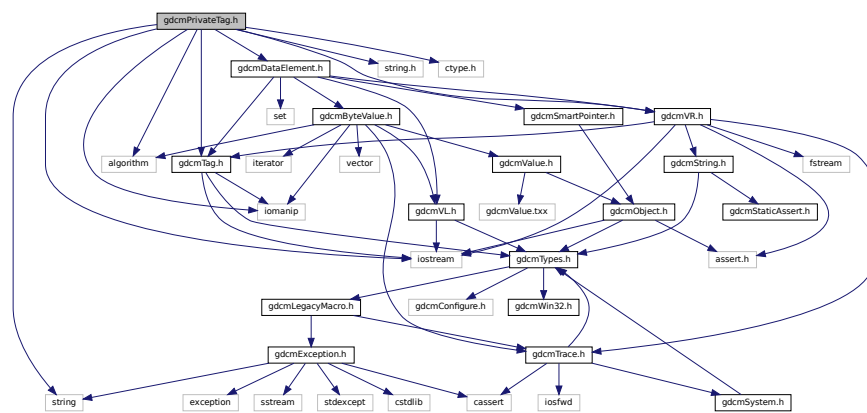 gdcmPrivateTag.h
gdcmDataElement.h
string.h
ctype.h
set
gdcmByteValue.h
gdcmSmartPointer.h
gdcmVR.h
algorithm
gdcmTag.h
iterator
vector
gdcmValue.h
gdcmString.h
fstream
iomanip
gdcmVL.h
gdcmValue.txx
gdcmObject.h
gdcmStaticAssert.h
iostream
gdcmTypes.h
assert.h
gdcmLegacyMacro.h
gdcmConfigure.h
gdcmWin32.h
gdcmException.h
gdcmTrace.h
string
exception
sstream
stdexcept
cstdlib
cassert
iosfwd
gdcmSystem.h